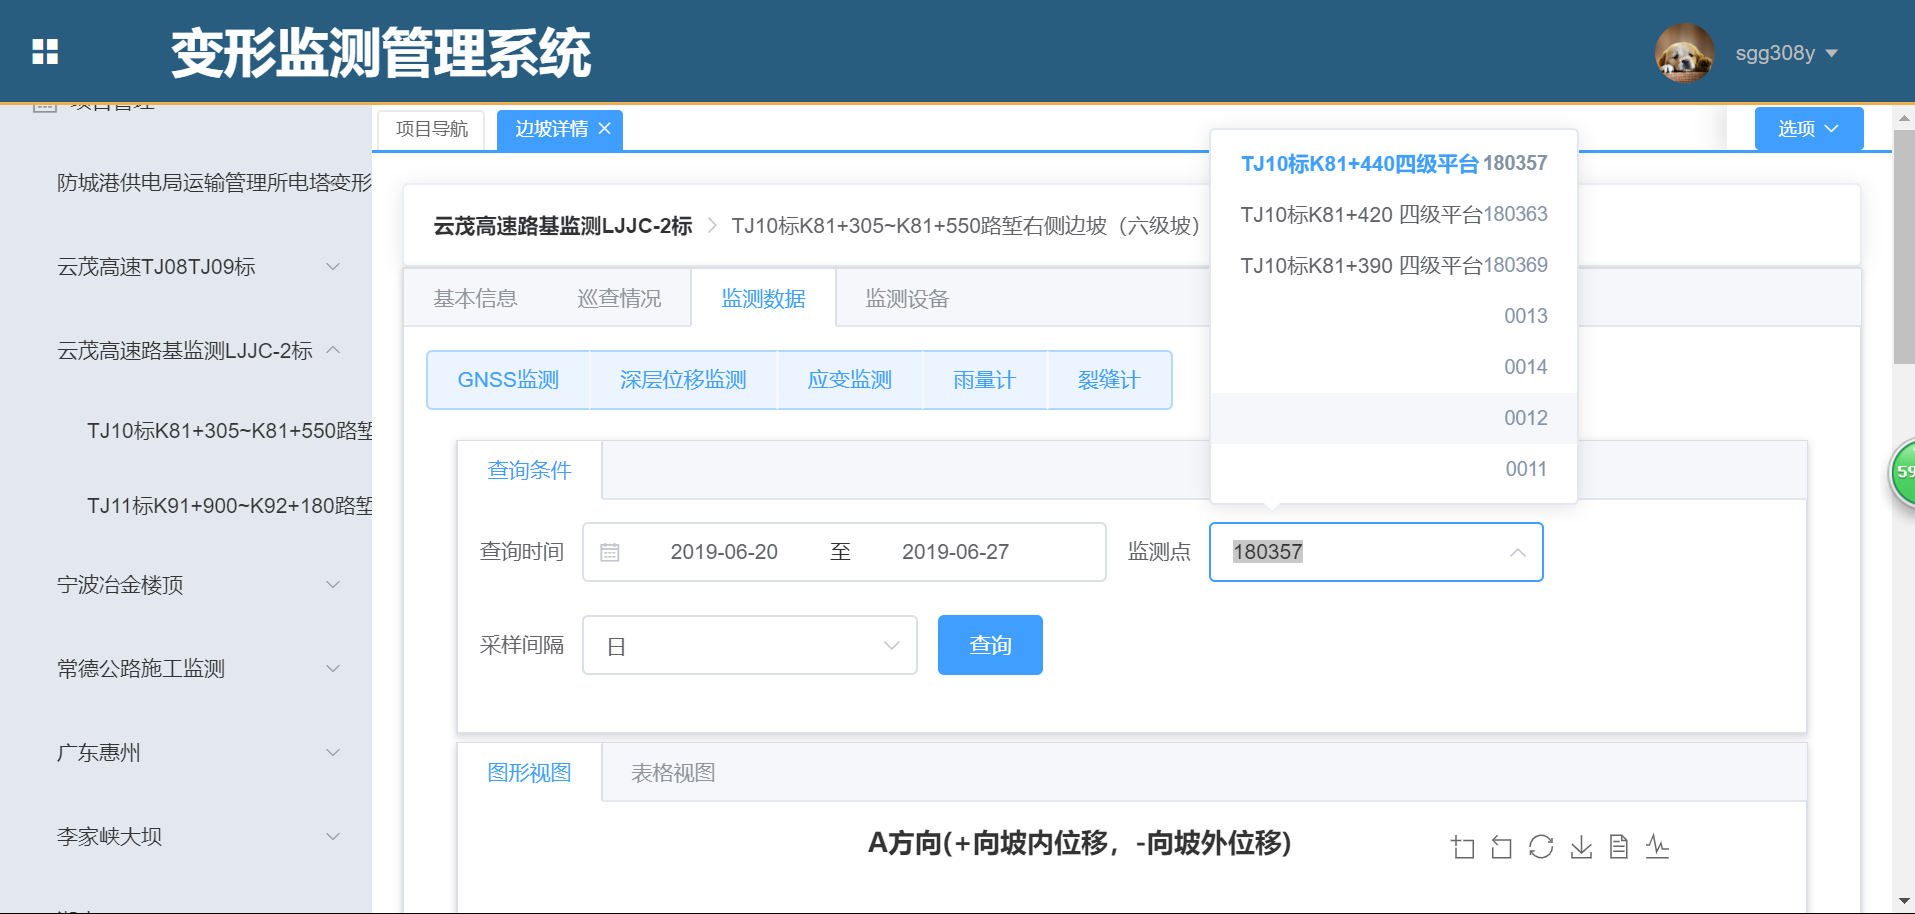 变形监测管理系统
sgg308y
项目管理
防城港供电局运输管理所电塔变形
云茂高速TJ08TJ09标
云茂高速路基监测LJJC-2标
TJ10标K81+305~K81+550路堑
TJ11标K91+900~K92+180路堑
宁波冶金楼顶
常德公路施工监测
广东惠州
李家峡大坝
项目导航
边坡详情
选项
云茂高速路基监测LJJC-2标 > TJ10标K81+305~K81+550路堑右侧边坡（六级坡）
基本信息
巡查情况
监测数据
监测设备
GNSS监测
深层位移监测
应变监测
雨量计
裂缝计
TJ10标K81+440四级平台 180357
TJ10标K81+420 四级平台180363
TJ10标K81+390 四级平台180369
0013
0014
0012
0011
查询条件
查询时间 2019-06-20 至 2019-06-27
监测点 180357
采样间隔 日
查询
图形视图
表格视图
A方向(+向坡内位移，-向坡外位移)